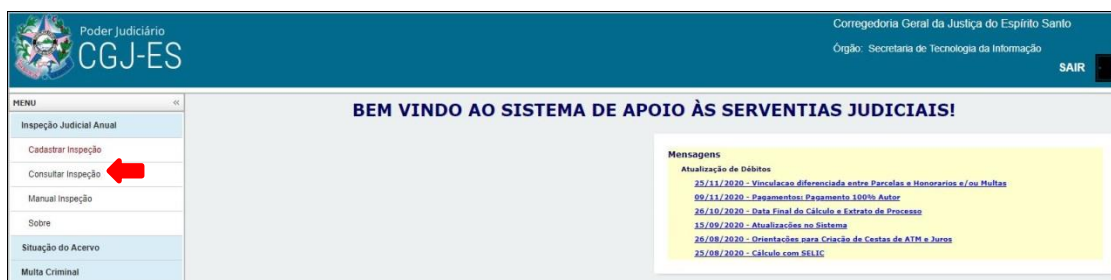 Poder Judiciário
CGJ-ES
Corregedoria Geral da Justiça do Espírito Santo
Órgão: Secretaria de Tecnologia da Informação
SAIR
MENU «
Inspeção Judicial Anual
Cadastrar Inspeção
Consultar Inspeção
Manual Inspeção
Sobre
Situação do Acervo
Multa Criminal
BEM VINDO AO SISTEMA DE APOIO ÀS SERVENTIAS JUDICIAIS!
Mensagens
Atualização de Débitos
25/11/2020 - Vinculacao diferenciada entre Parcelas e Honorarios e/ou Multas
09/11/2020 - Pagamentos: Pagamento 100% Autor
26/10/2020 - Data Final do Cálculo e Extrato de Processo
15/09/2020 - Atualizações no Sistema
26/08/2020 - Orientações para Criação de Cestas de ATM e Juros
25/08/2020 - Cálculo com SELIC